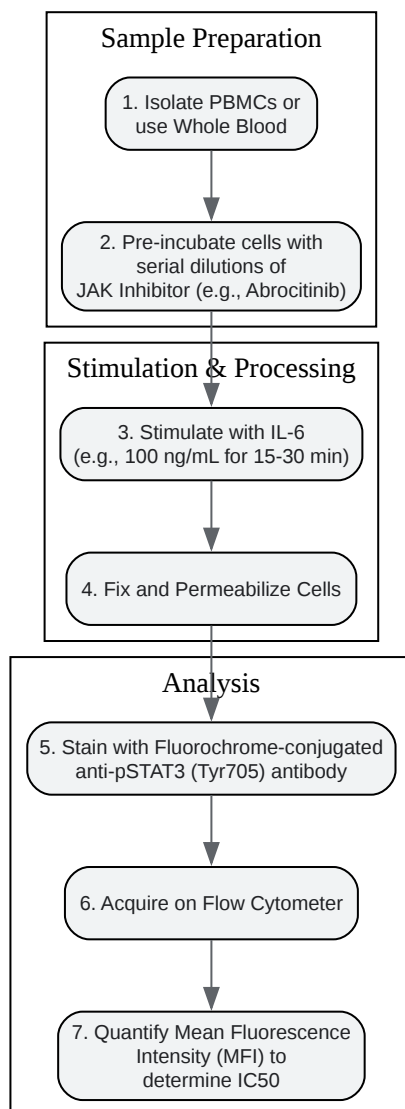 Sample Preparation
1. Isolate PBMCs or
use Whole Blood
2. Pre-incubate cells with
serial dilutions of
JAK Inhibitor (e.g., Abrocitinib)
Stimulation & Processing
3. Stimulate with IL-6
(e.g., 100 ng/mL for 15-30 min)
4. Fix and Permeabilize Cells
Analysis
5. Stain with Fluorochrome-conjugated
anti-pSTAT3 (Tyr705) antibody
6. Acquire on Flow Cytometer
7. Quantify Mean Fluorescence
Intensity (MFI) to
determine IC50